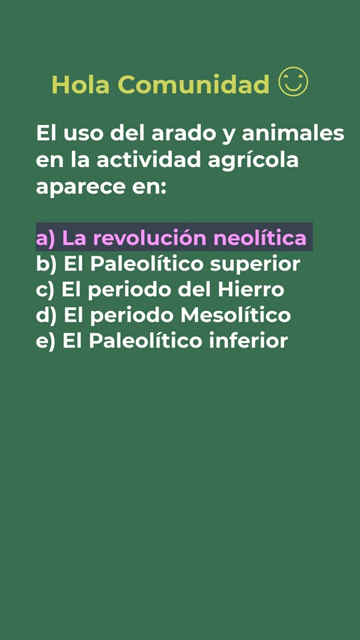 Hola Comunidad
El uso del arado y animales
en la actividad agrícola
aparece en:
a) La revolución neolítica
b) El Paleolítico superior
c) El periodo del Hierro
d) El periodo Mesolítico
e) El Paleolítico inferior